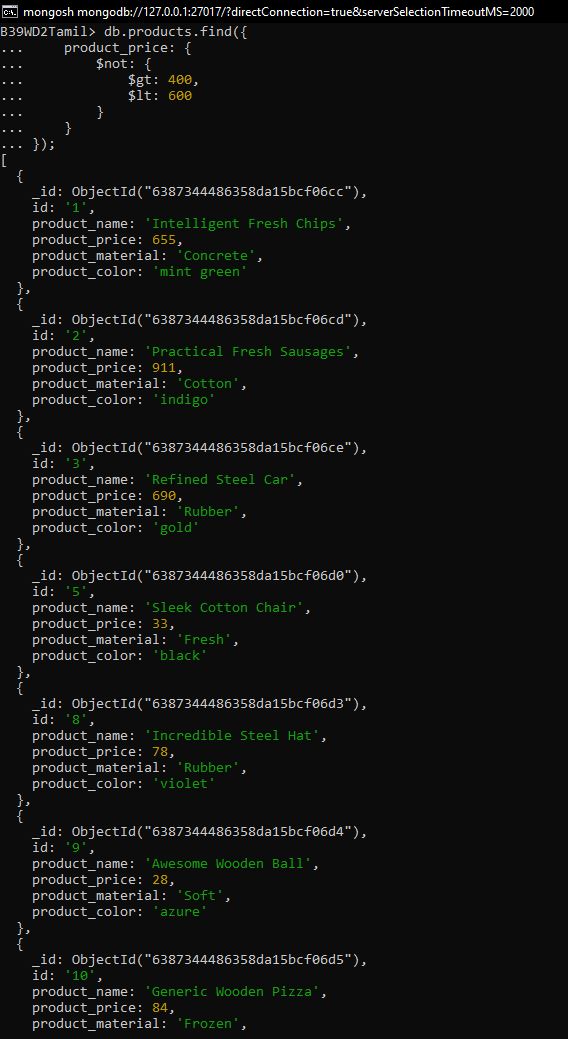 mongosh mongodb://127.0.0.1:27017/?directConnection=true&serverSelectionTimeoutMS=2000
B39WD2Tamil> db.products.find({
...     product_price: {
...         $not: {
...             $gt: 400,
...             $lt: 600
...         }
...     }
... });
[
  {
    _id: ObjectId("6387344486358da15bcf06cc"),
    id: '1',
    product_name: 'Intelligent Fresh Chips',
    product_price: 655,
    product_material: 'Concrete',
    product_color: 'mint green'
  },
  {
    _id: ObjectId("6387344486358da15bcf06cd"),
    id: '2',
    product_name: 'Practical Fresh Sausages',
    product_price: 911,
    product_material: 'Cotton',
    product_color: 'indigo'
  },
  {
    _id: ObjectId("6387344486358da15bcf06ce"),
    id: '3',
    product_name: 'Refined Steel Car',
    product_price: 690,
    product_material: 'Rubber',
    product_color: 'gold'
  },
  {
    _id: ObjectId("6387344486358da15bcf06d0"),
    id: '5',
    product_name: 'Sleek Cotton Chair',
    product_price: 33,
    product_material: 'Fresh',
    product_color: 'black'
  },
  {
    _id: ObjectId("6387344486358da15bcf06d3"),
    id: '8',
    product_name: 'Incredible Steel Hat',
    product_price: 78,
    product_material: 'Rubber',
    product_color: 'violet'
  },
  {
    _id: ObjectId("6387344486358da15bcf06d4"),
    id: '9',
    product_name: 'Awesome Wooden Ball',
    product_price: 28,
    product_material: 'Soft',
    product_color: 'azure'
  },
  {
    _id: ObjectId("6387344486358da15bcf06d5"),
    id: '10',
    product_name: 'Generic Wooden Pizza',
    product_price: 84,
    product_material: 'Frozen',